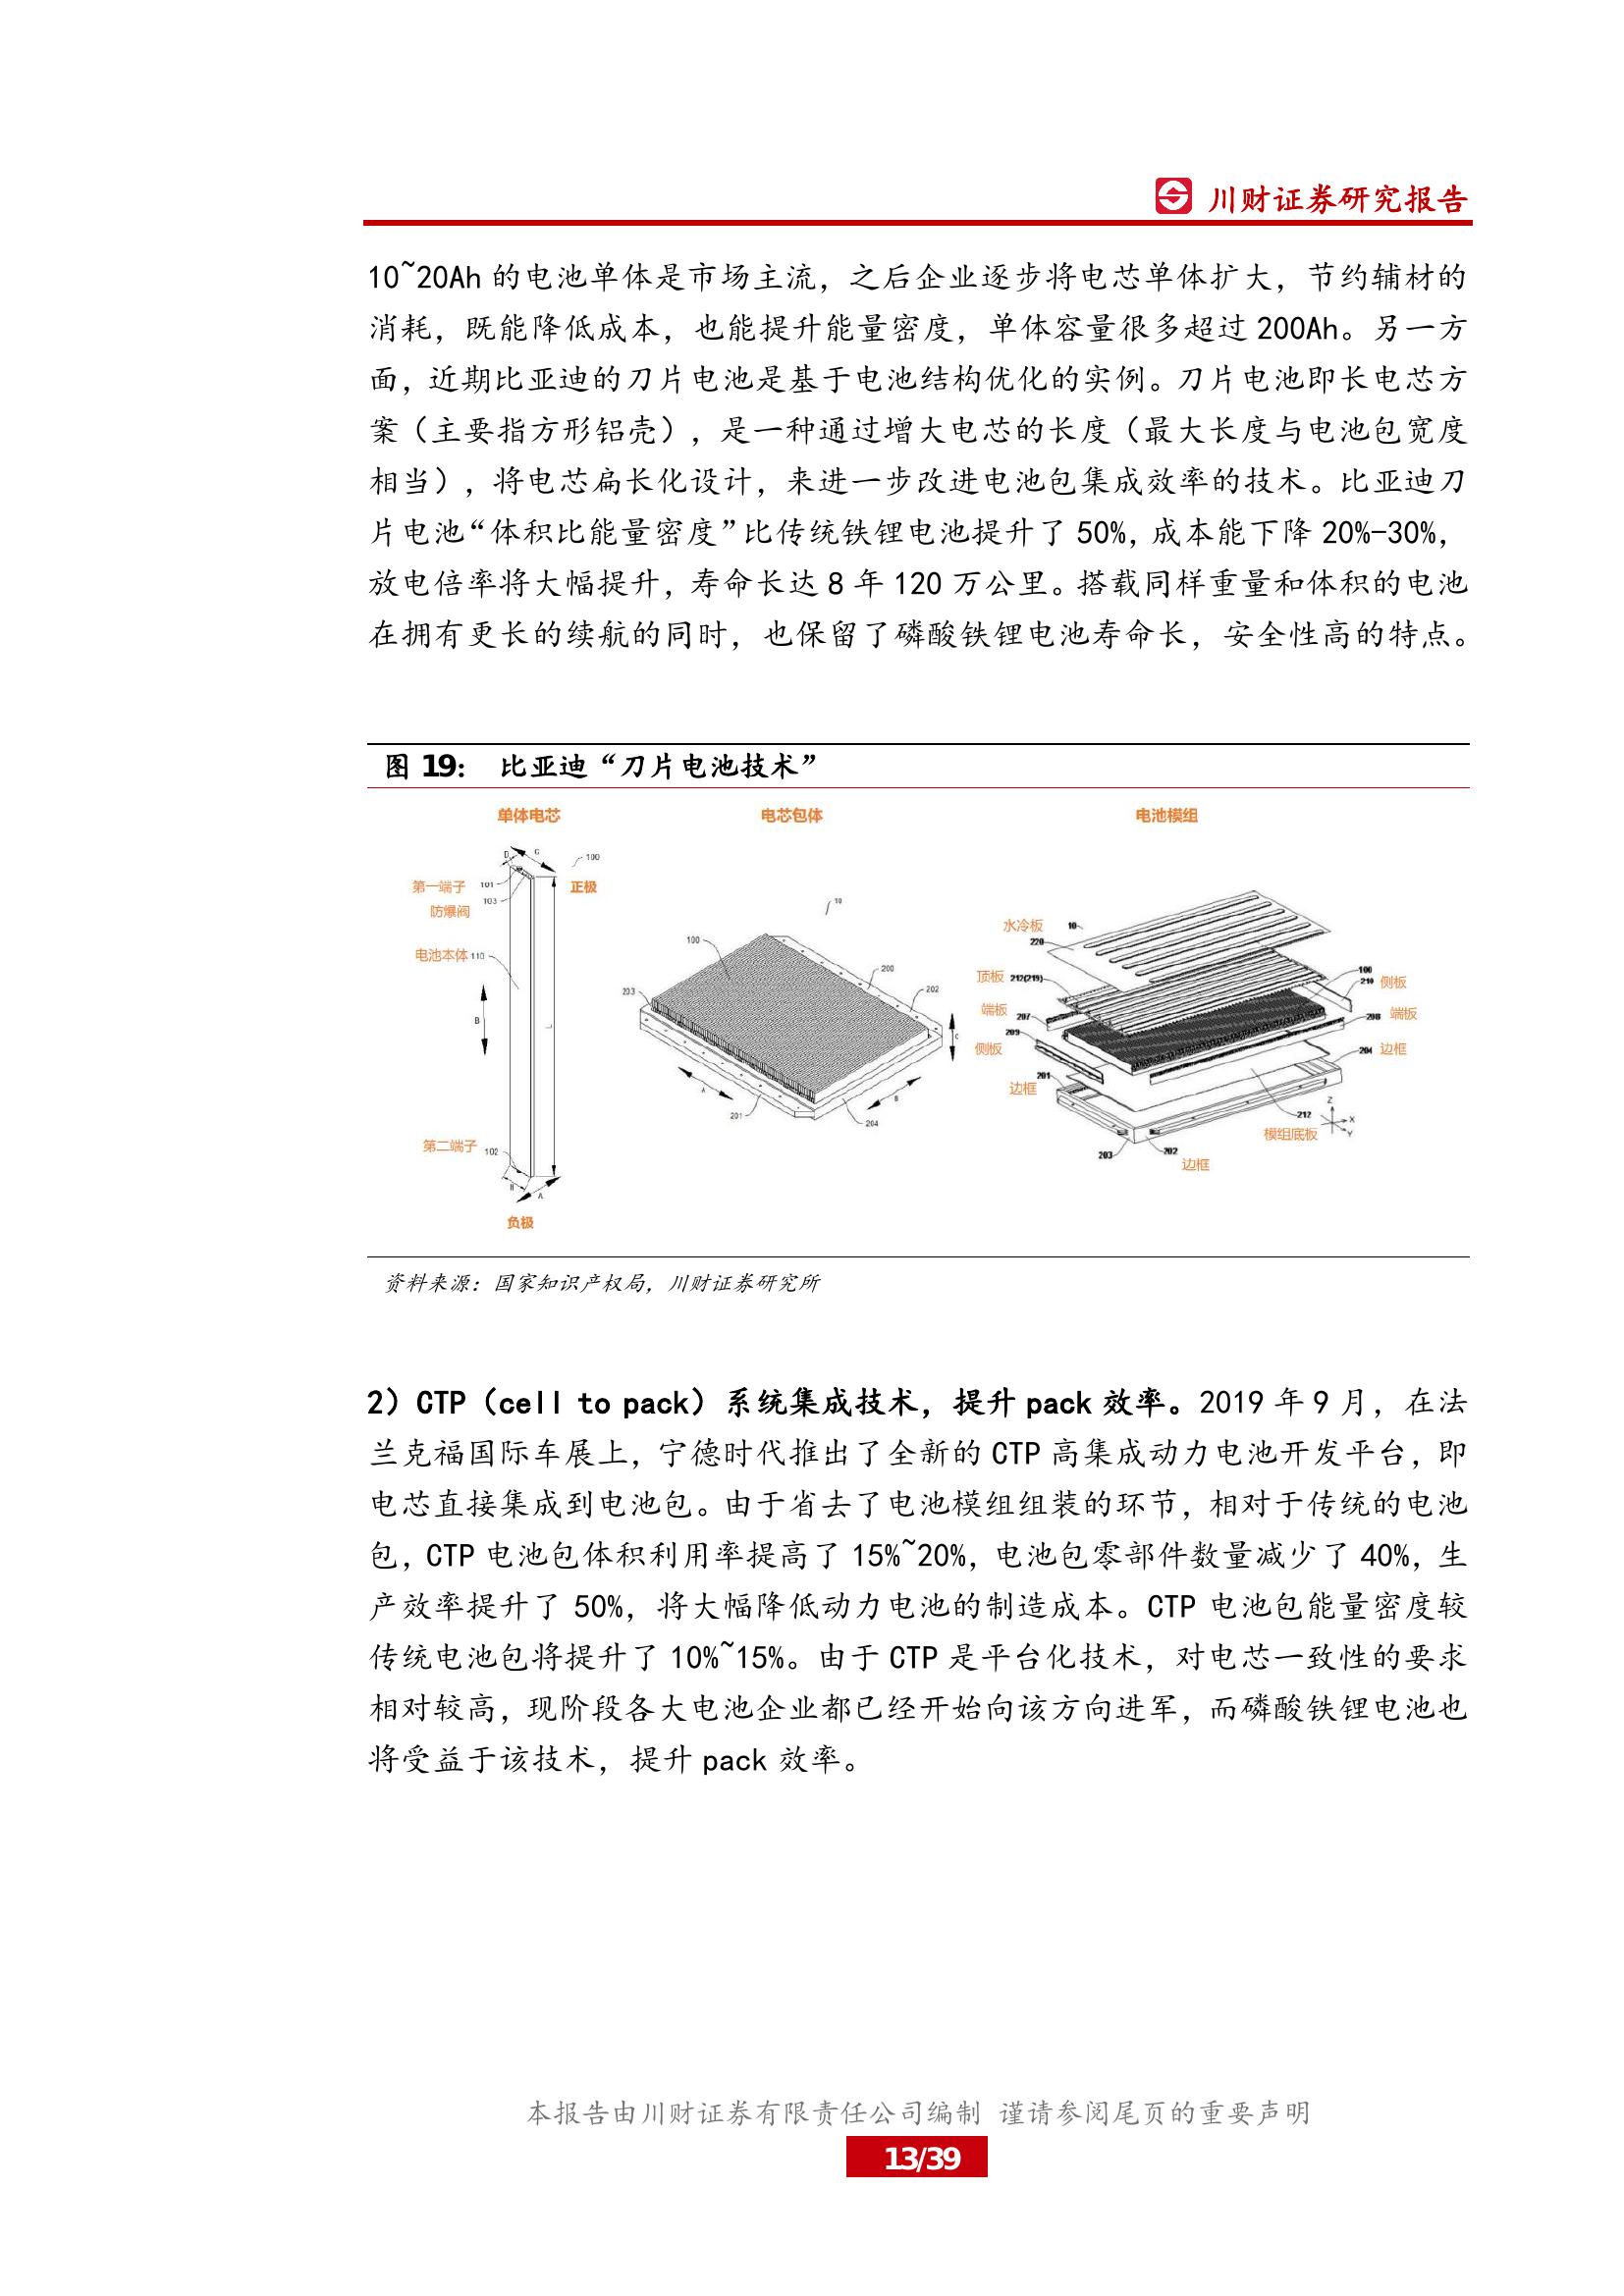 川财证券研究报告
10~20Ah 的电池单体是市场主流，之后企业逐步将电芯单体扩大，节约辅材的
消耗，既能降低成本，也能提升能量密度，单体容量很多超过 200Ah。另一方
面，近期比亚迪的刀片电池是基于电池结构优化的实例。刀片电池即长电芯方
案（主要指方形铝壳），是一种通过增大电芯的长度（最大长度与电池包宽度
相当），将电芯扁长化设计，来进一步改进电池包集成效率的技术。比亚迪刀
片电池“体积比能量密度”比传统铁锂电池提升了 50%，成本能下降 20%-30%，
放电倍率将大幅提升，寿命长达 8 年 120 万公里。搭载同样重量和体积的电池
在拥有更长的续航的同时，也保留了磷酸铁锂电池寿命长，安全性高的特点。
图 19： 比亚迪“刀片电池技术”
单体电芯
D
C
100
第一端子 101
正极
103
防爆阀
电池本体 110
B
L
第二端子 102
B
A
负极
电芯包体
10
100
200
202
203
C
A
B
201
204
电池模组
水冷板 10
220
顶板 212(219)
100
210 侧板
端板 207
208 端板
209
侧板
204 边框
201
边框
212
模组底板
Z
X
Y
203
202
边框
资料来源：国家知识产权局，川财证券研究所
2）CTP（cell to pack）系统集成技术，提升 pack 效率。2019 年 9 月，在法
兰克福国际车展上，宁德时代推出了全新的 CTP 高集成动力电池开发平台，即
电芯直接集成到电池包。由于省去了电池模组组装的环节，相对于传统的电池
包，CTP 电池包体积利用率提高了 15%~20%，电池包零部件数量减少了 40%，生
产效率提升了 50%，将大幅降低动力电池的制造成本。CTP 电池包能量密度较
传统电池包将提升了 10%~15%。由于 CTP 是平台化技术，对电芯一致性的要求
相对较高，现阶段各大电池企业都已经开始向该方向进军，而磷酸铁锂电池也
将受益于该技术，提升 pack 效率。
本报告由川财证券有限责任公司编制 谨请参阅尾页的重要声明
13/39